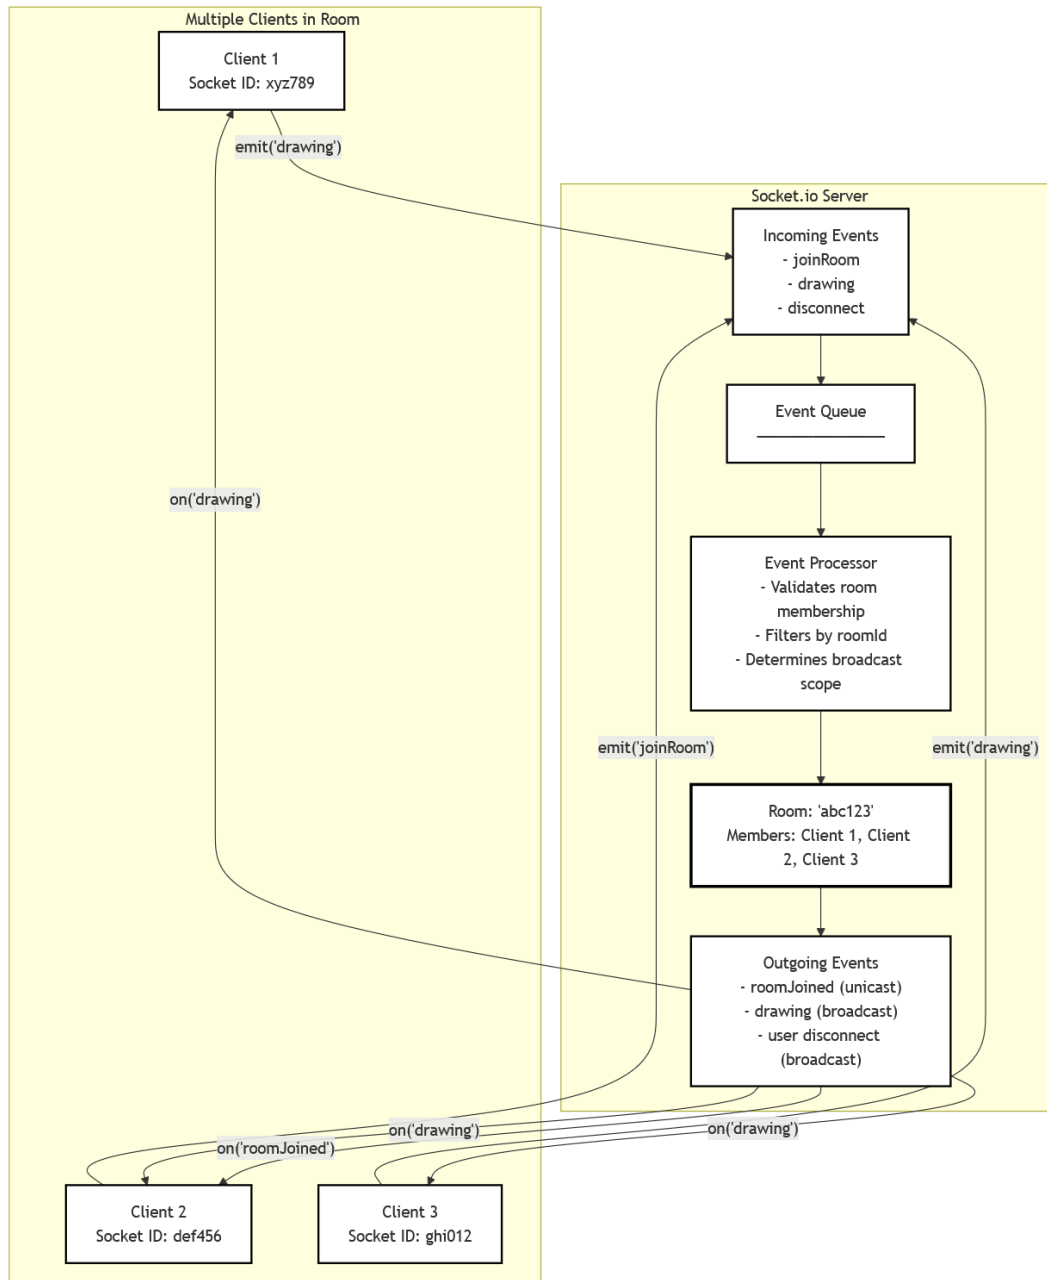 Multiple Clients in Room
Client 1
Socket ID: xyz789
emit('drawing')
Socket.io Server
Incoming Events
- joinRoom
- drawing
- disconnect
Event Queue
on('drawing')
Event Processor
- Validates room
membership
- Filters by roomId
- Determines broadcast
scope
emit('joinRoom')
emit('drawing')
Room: 'abc123'
Members: Client 1, Client
2, Client 3
Outgoing Events
- roomJoined (unicast)
- drawing (broadcast)
- user disconnect
(broadcast)
on('drawing')
on('drawing')
on('roomJoined')
Client 2
Socket ID: def456
Client 3
Socket ID: ghi012